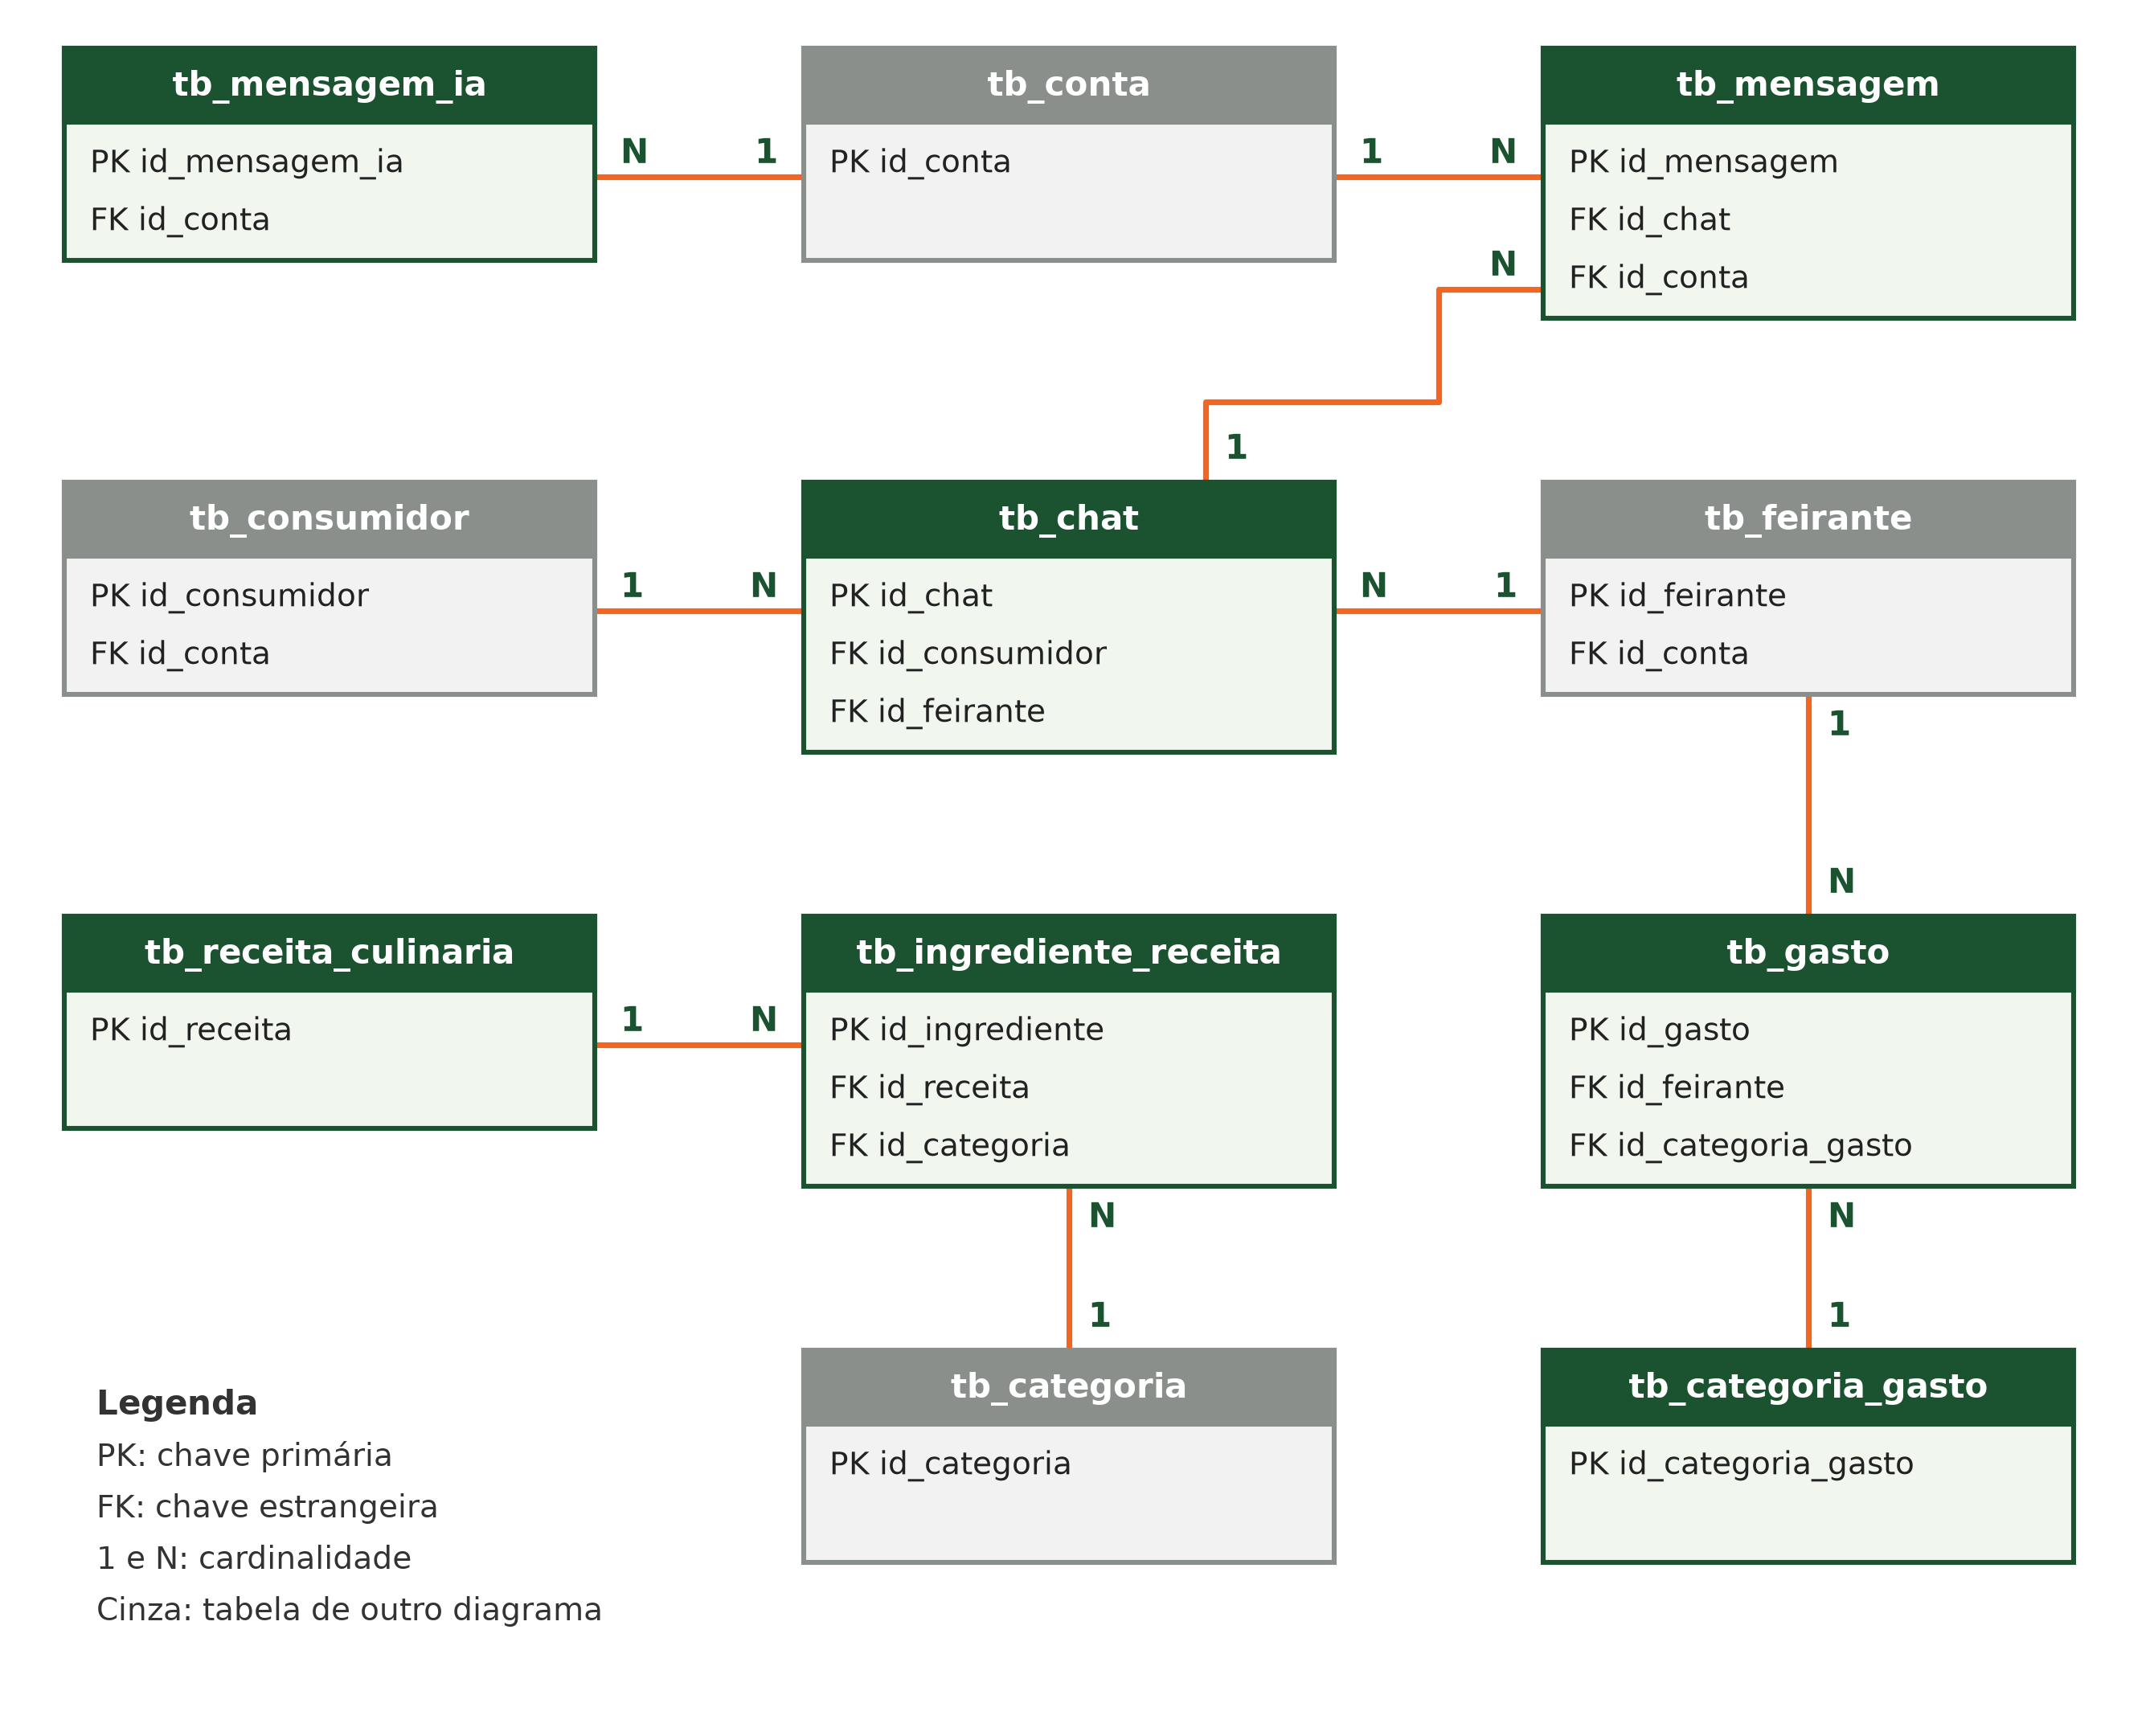 tb_mensagem_ia
PK id_mensagem_ia
FK id_conta
N
1
tb_conta
PK id_conta
1
N
tb_mensagem
PK id_mensagem
FK id_chat
FK id_conta
N
1
tb_consumidor
PK id_consumidor
FK id_conta
1
N
tb_chat
PK id_chat
FK id_consumidor
FK id_feirante
N
1
tb_feirante
PK id_feirante
FK id_conta
1
N
tb_receita_culinaria
PK id_receita
1
N
tb_ingrediente_receita
PK id_ingrediente
FK id_receita
FK id_categoria
N
1
tb_gasto
PK id_gasto
FK id_feirante
FK id_categoria_gasto
N
1
tb_categoria
PK id_categoria
tb_categoria_gasto
PK id_categoria_gasto
Legenda
PK: chave primária
FK: chave estrangeira
1 e N: cardinalidade
Cinza: tabela de outro diagrama